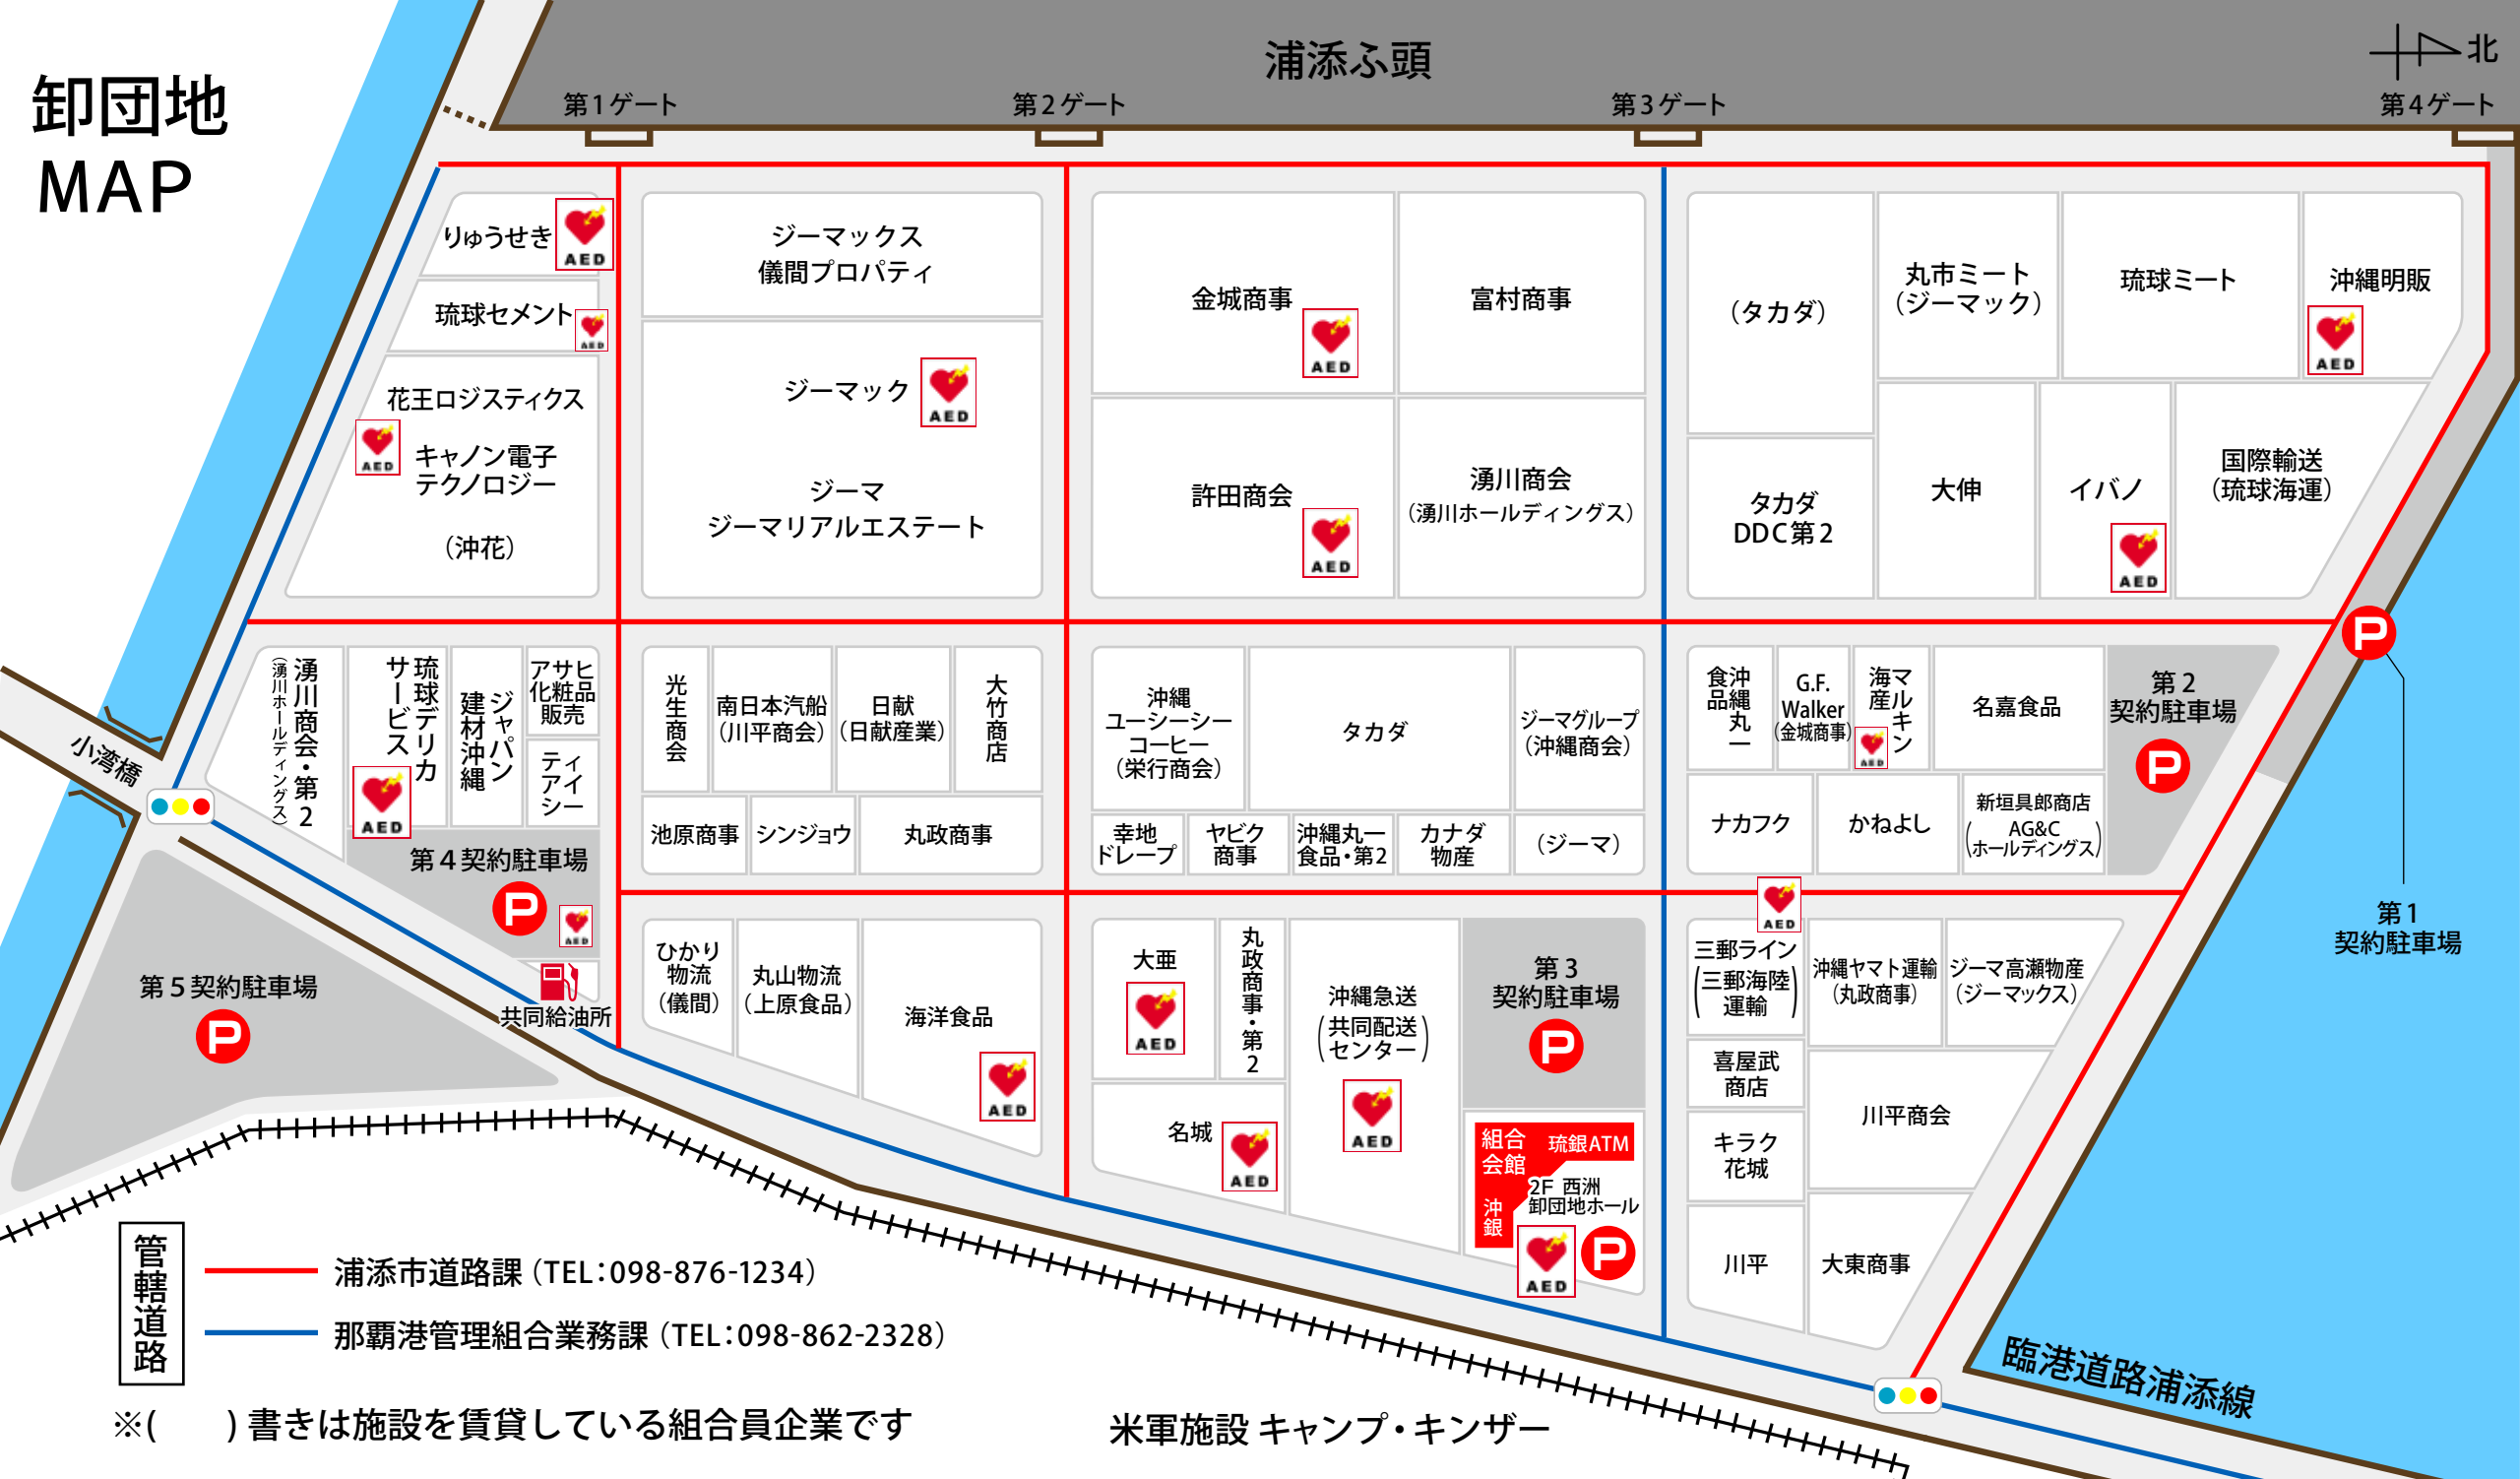 卸団地
MAP
浦添ふ頭
北
第1ゲート
第2ゲート
第3ゲート
第4ゲート
りゅうせき
AED
琉球セメント
AED
花王ロジスティクス
AED
キャノン電子
テクノロジー
(沖花)
ジーマックス
儀間プロパティ
ジーマック
AED
ジーマ
ジーマリアルエステート
金城商事
AED
富村商事
許田商会
AED
湧川商会
(湧川ホールディングス)
(タカダ)
丸市ミート
(ジーマック)
琉球ミート
沖縄明販
AED
タカダ
DDC第2
大伸
イバノ
AED
国際輸送
(琉球海運)
湧川商会・第2
(湧川ホールディングス)
琉球デリカ
サービス
AED
ジャパン
建材沖縄
アサヒ
化粧品
販売
ティ
アイ
シー
第4契約駐車場
P
AED
共同給油所
小湾橋
第5契約駐車場
P
光生商会
南日本汽船
(川平商会)
日献
(日献産業)
大竹商店
池原商事
シンジョウ
丸政商事
沖縄
ユーシーシー
コーヒー
(栄行商会)
タカダ
ジーマグループ
(沖縄商会)
幸地
ドレープ
ヤビク
商事
沖縄丸一
食品・第2
カナダ
物産
(ジーマ)
沖縄丸一
食品
G.F.
Walker
(金城商事)
マルキン
海産
AED
名嘉食品
第2
契約駐車場
P
ナカフク
かねよし
新垣具郎商店
(AG&C
ホールディングス)
P
第1
契約駐車場
ひかり
物流
(儀間)
丸山物流
(上原食品)
海洋食品
AED
大亜
AED
丸政商事・第2
名城
AED
沖縄急送
(共同配送
センター)
AED
第3
契約駐車場
P
組合
会館
琉銀ATM
沖銀
2F 西洲
卸団地ホール
AED
P
AED
三郵ライン
(三郵海陸
運輸)
沖縄ヤマト運輸
(丸政商事)
ジーマ高瀬物産
(ジーマックス)
喜屋武
商店
川平商会
キラク
花城
川平
大東商事
臨港道路浦添線
管轄道路
浦添市道路課(TEL:098-876-1234)
那覇港管理組合業務課(TEL:098-862-2328)
※(　　)書きは施設を賃貸している組合員企業です
米軍施設 キャンプ・キンザー